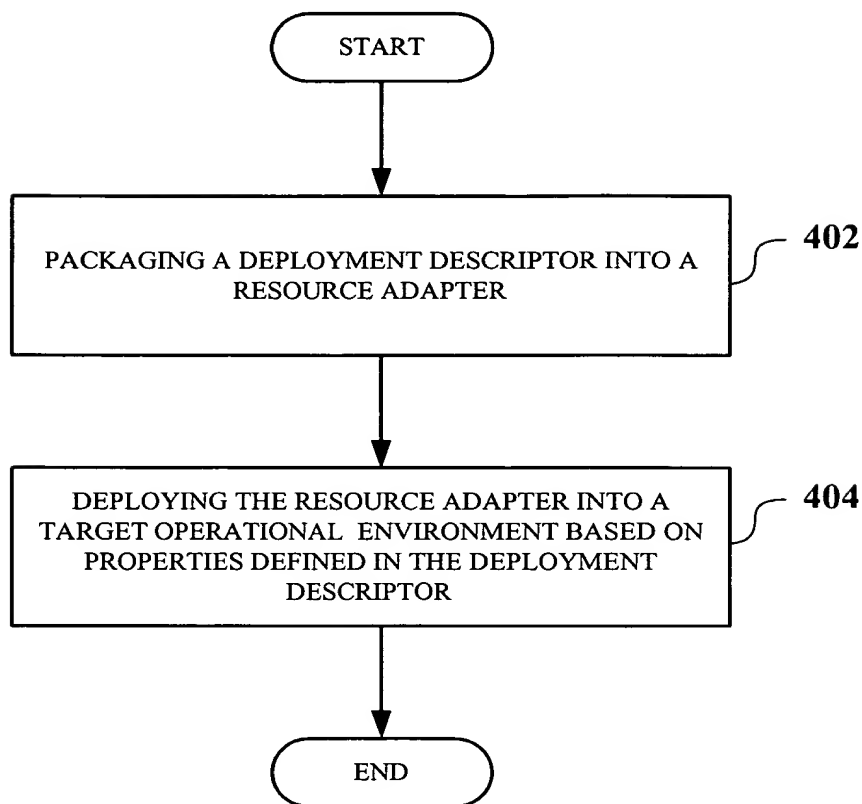 START
PACKAGING A DEPLOYMENT DESCRIPTOR INTO A
RESOURCE ADAPTER
402
DEPLOYING THE RESOURCE ADAPTER INTO A
TARGET OPERATIONAL ENVIRONMENT BASED ON
PROPERTIES DEFINED IN THE DEPLOYMENT
DESCRIPTOR
404
END